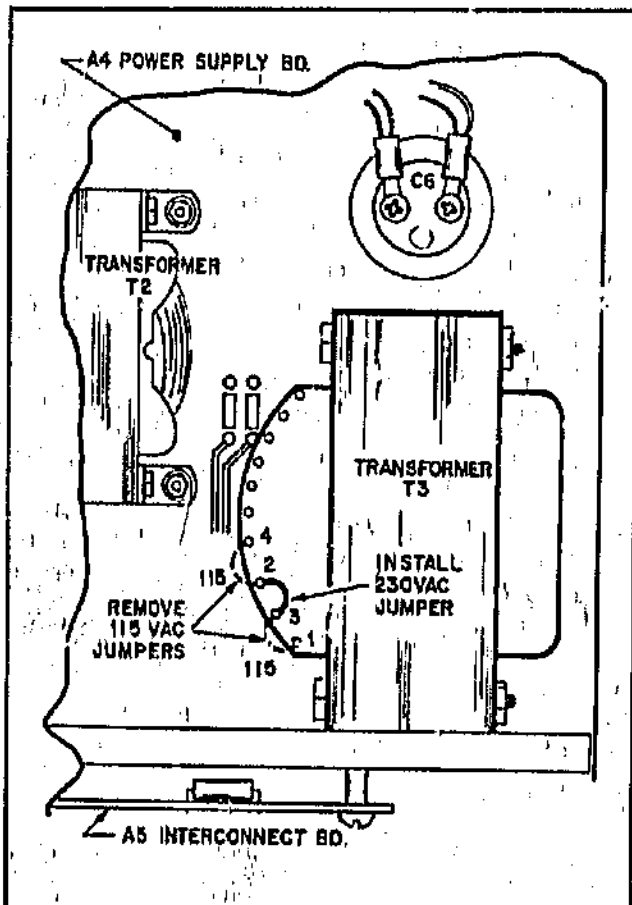 A4 POWER SUPPLY BD.
C6
TRANSFORMER
T2
TRANSFORMER
T3
4
2
115
3
1
115
INSTALL
230VAC
JUMPER
REMOVE
115 VAC
JUMPERS
A5 INTERCONNECT BD.